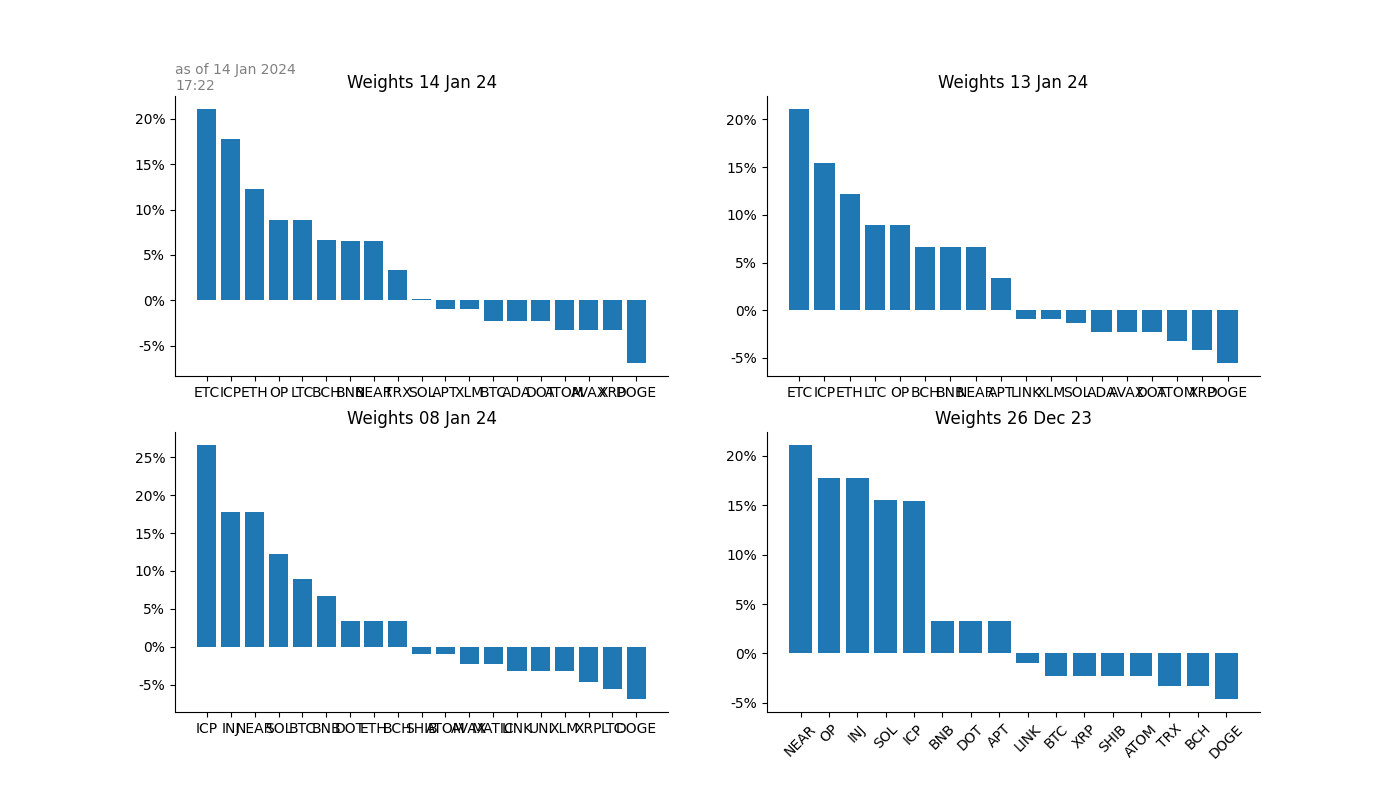 as of 14 Jan 2024
17:22
Weights 14 Jan 24
20%
15%
10%
5%
0%
-5%
ETC ICP ETH OP LTC BCH BNB NEAR TRX SOL APT XLM BTC ADA DOT ATOM AVAX XRP DOGE
Weights 13 Jan 24
20%
15%
10%
5%
0%
-5%
ETC ICP ETH LTC OP BCH BNB NEAR APT LINK XLM SOL ADA AVAX DOT ATOM XRP DOGE
Weights 08 Jan 24
25%
20%
15%
10%
5%
0%
-5%
ICP INJ NEAR SOL BTC BNB DOT ETH BCH SHIB ATOM AVAX MATIC LINK UNI XLM XRP LTC DOGE
Weights 26 Dec 23
20%
15%
10%
5%
0%
-5%
NEAR OP INJ SOL ICP BNB DOT APT LINK BTC XRP SHIB ATOM TRX BCH DOGE